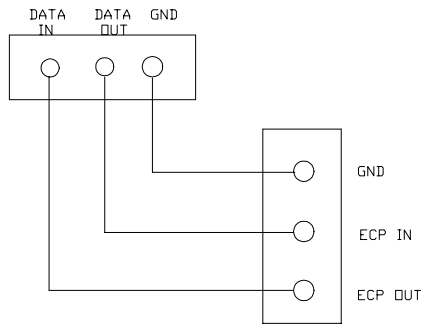 DATA IN
DATA OUT
GND
GND
ECP IN
ECP OUT